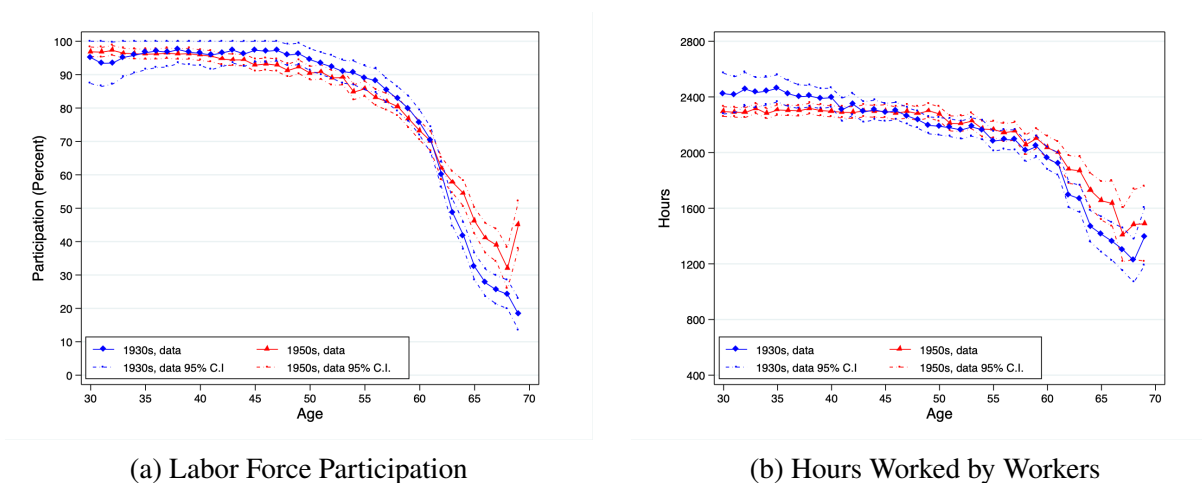 Participation (Percent)
100
90
80
70
60
50
40
30
20
10
0
1930s, data
1950s, data
1930s, data 95% C.I
1950s, data 95% C.I.
30 35 40 45 50 55 60 65 70
Age
(a) Labor Force Participation
Hours
2800
2400
2000
1600
1200
800
400
1930s, data
1950s, data
1930s, data 95% C.I
1950s, data 95% C.I.
30 35 40 45 50 55 60 65 70
Age
(b) Hours Worked by Workers